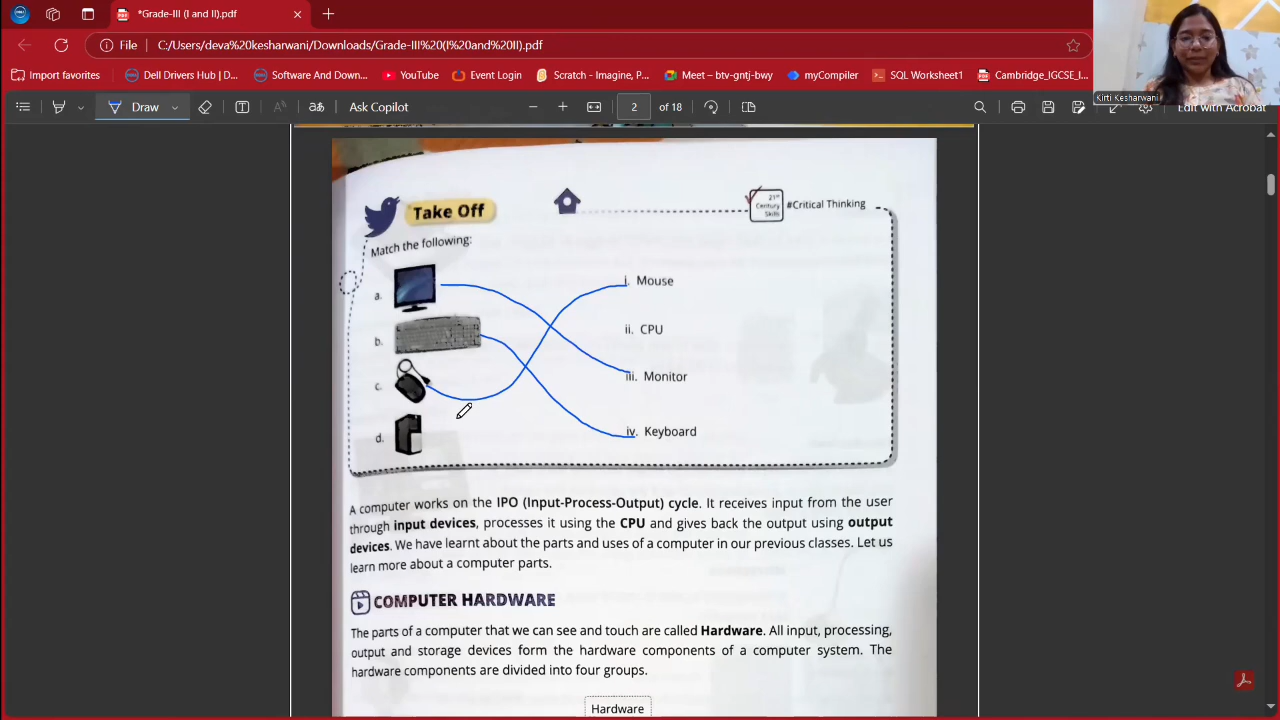 *Grade-III (I and II).pdf
File C:/Users/deva%20kesharwani/Downloads/Grade-III%20(I%20and%20II).pdf
Import favorites Dell Drivers Hub | D... Software And Down... YouTube Event Login Scratch - Imagine, P... Meet – btv-gntj-bwy myCompiler SQL Worksheet1 Cambridge_IGCSE_I...
Kirti Kesharwani
Draw aあ Ask Copilot 2 of 18 Edit with Acrobat
Take Off
21st
Century
Skills
#Critical Thinking
Match the following:
a. i. Mouse
b. ii. CPU
c. iii. Monitor
d. iv. Keyboard
A computer works on the IPO (Input-Process-Output) cycle. It receives input from the user
through input devices, processes it using the CPU and gives back the output using output
devices. We have learnt about the parts and uses of a computer in our previous classes. Let us
learn more about a computer parts.
COMPUTER HARDWARE
The parts of a computer that we can see and touch are called Hardware. All input, processing,
output and storage devices form the hardware components of a computer system. The
hardware components are divided into four groups.
Hardware